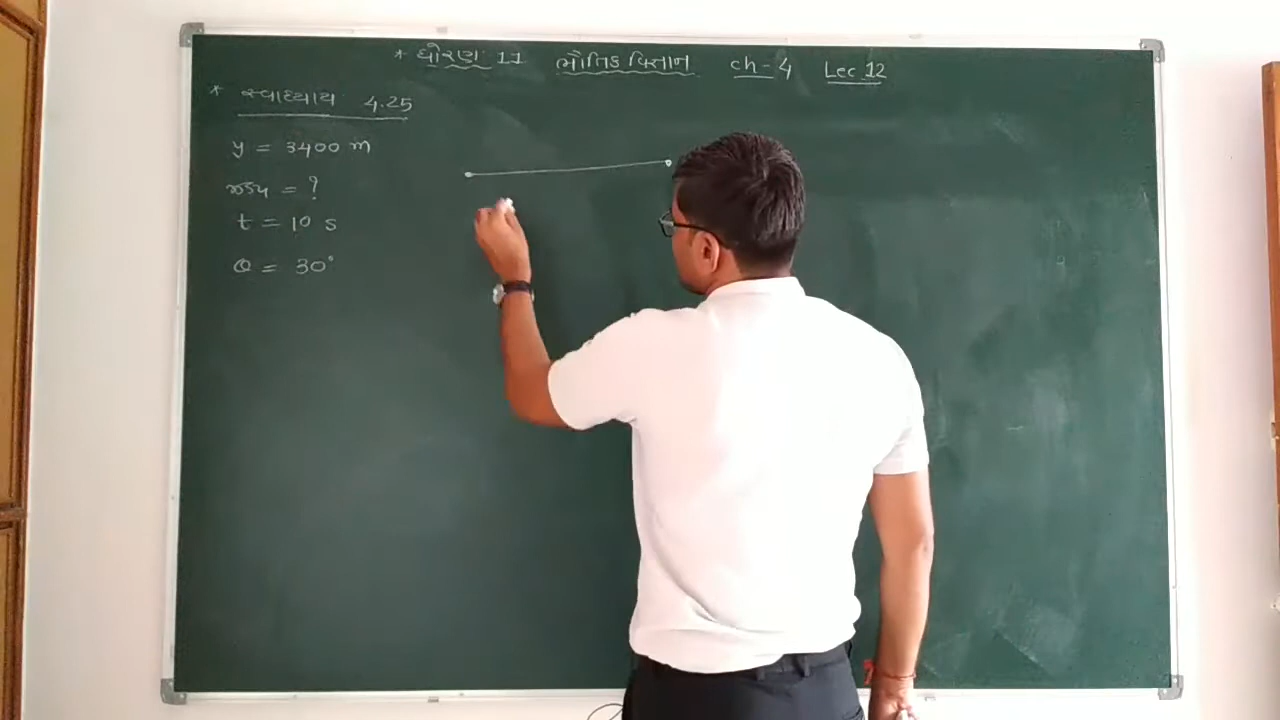 * ધોરણ 11 ભૌતિક વિજ્ઞાન ch-4 Lec. 12
* સ્વાધ્યાય 4.25
y = 3400 m
ઝડપ = ?
t = 10 s
θ = 30°